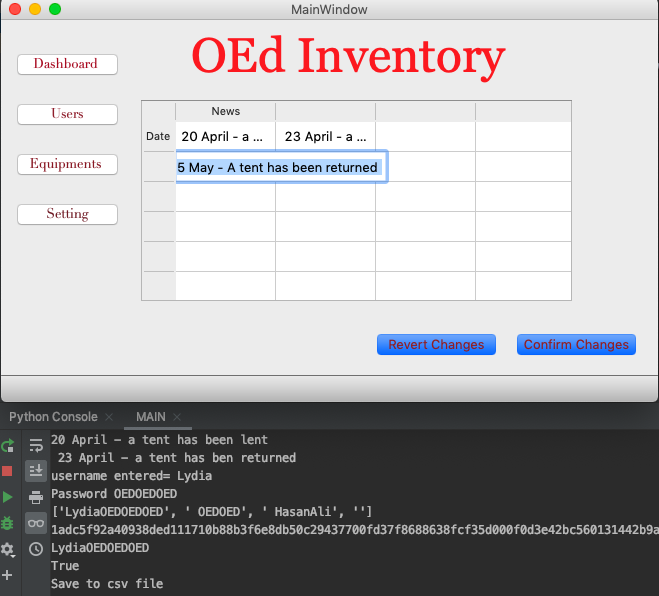 MainWindow
OEd Inventory
Dashboard
Users
Equipments
Setting
News
Date 20 April - a ... 23 April - a ...
5 May - A tent has been returned
Revert Changes Confirm Changes
Python Console MAIN
20 April - a tent has been lent
23 April - a tent has ben returned
username entered= Lydia
Password OEDOEDOED
['LydiaOEDOEDOED', ' OEDOED', ' HasanAli', '']
1adc5f92a40938ded111710b88b3f6e8db50c29437700fd37f8688638fcf35d000f0d3e42bc560131442b9a
LydiaOEDOEDOED
True
Save to csv file